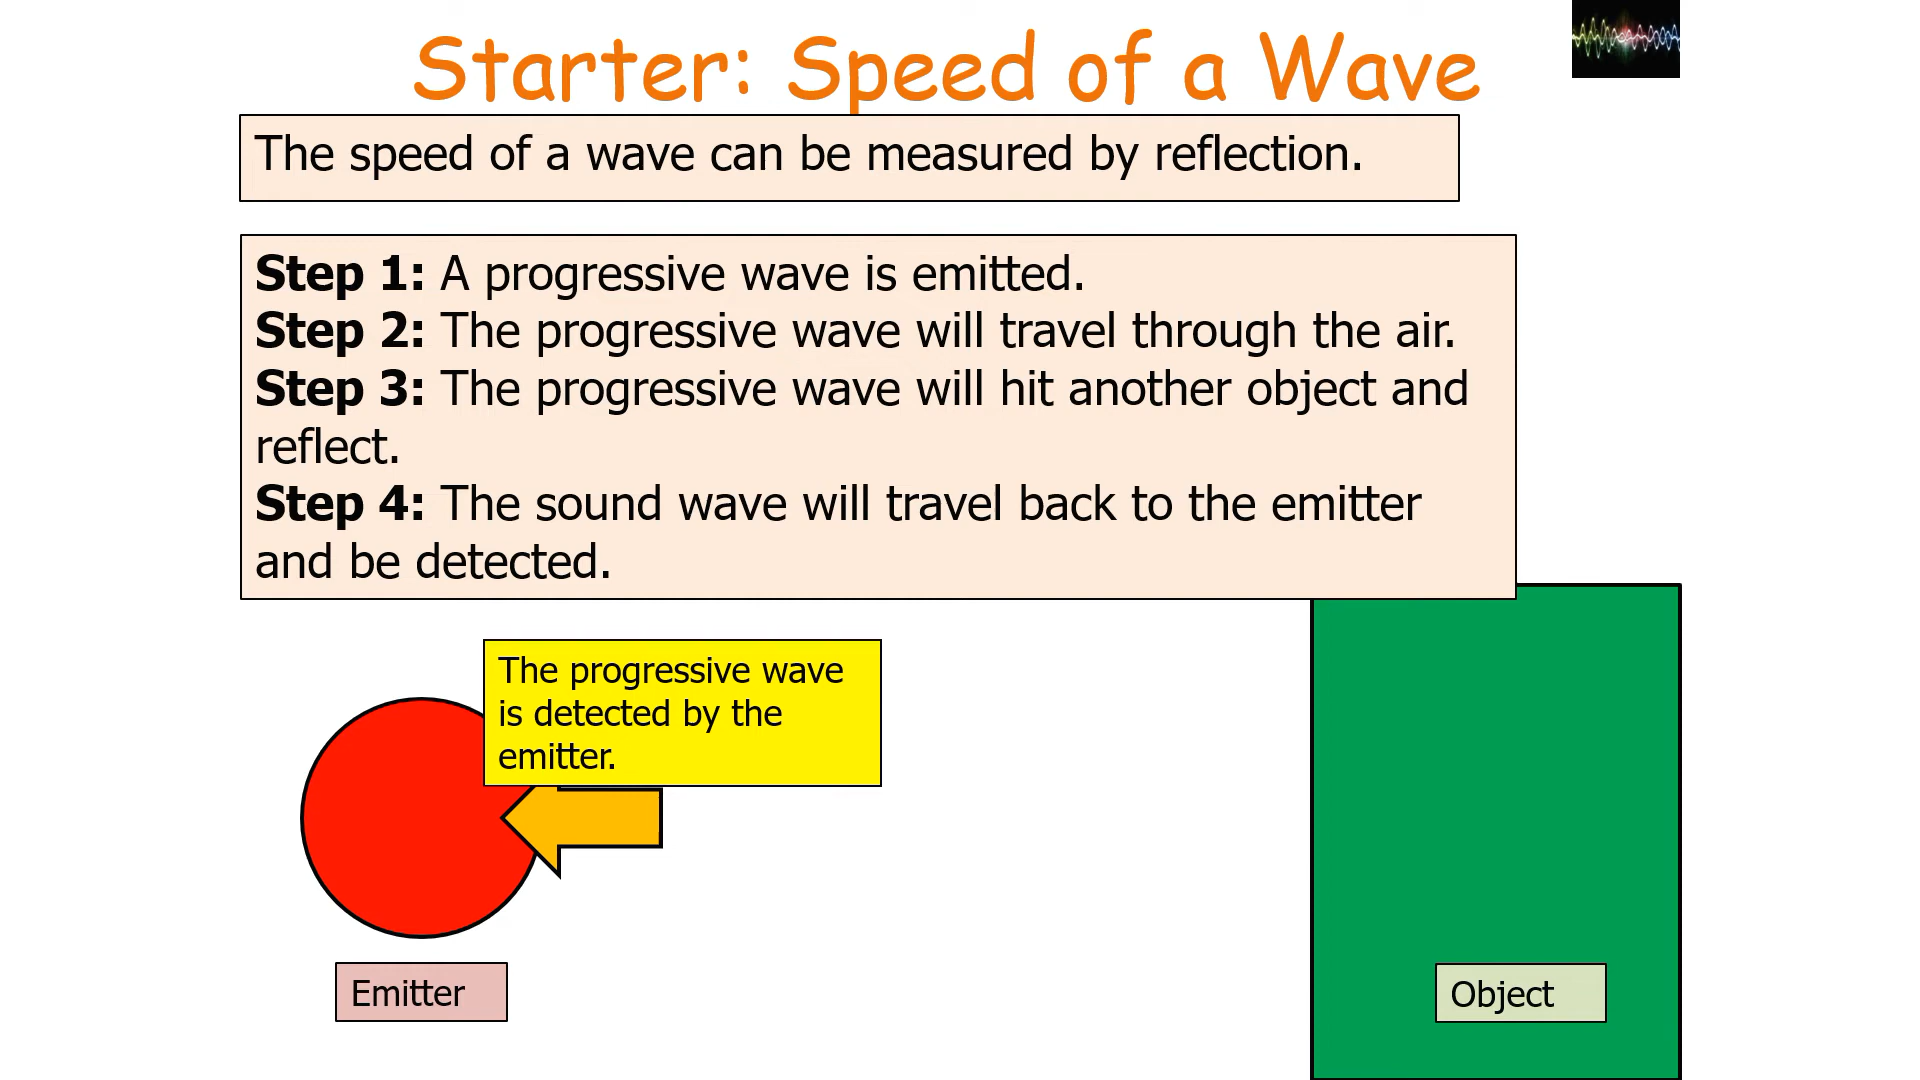 Starter: Speed of a Wave
The speed of a wave can be measured by reflection.
Step 1: A progressive wave is emitted.
Step 2: The progressive wave will travel through the air.
Step 3: The progressive wave will hit another object and
reflect.
Step 4: The sound wave will travel back to the emitter
and be detected.
The progressive wave
is detected by the
emitter.
Emitter
Object